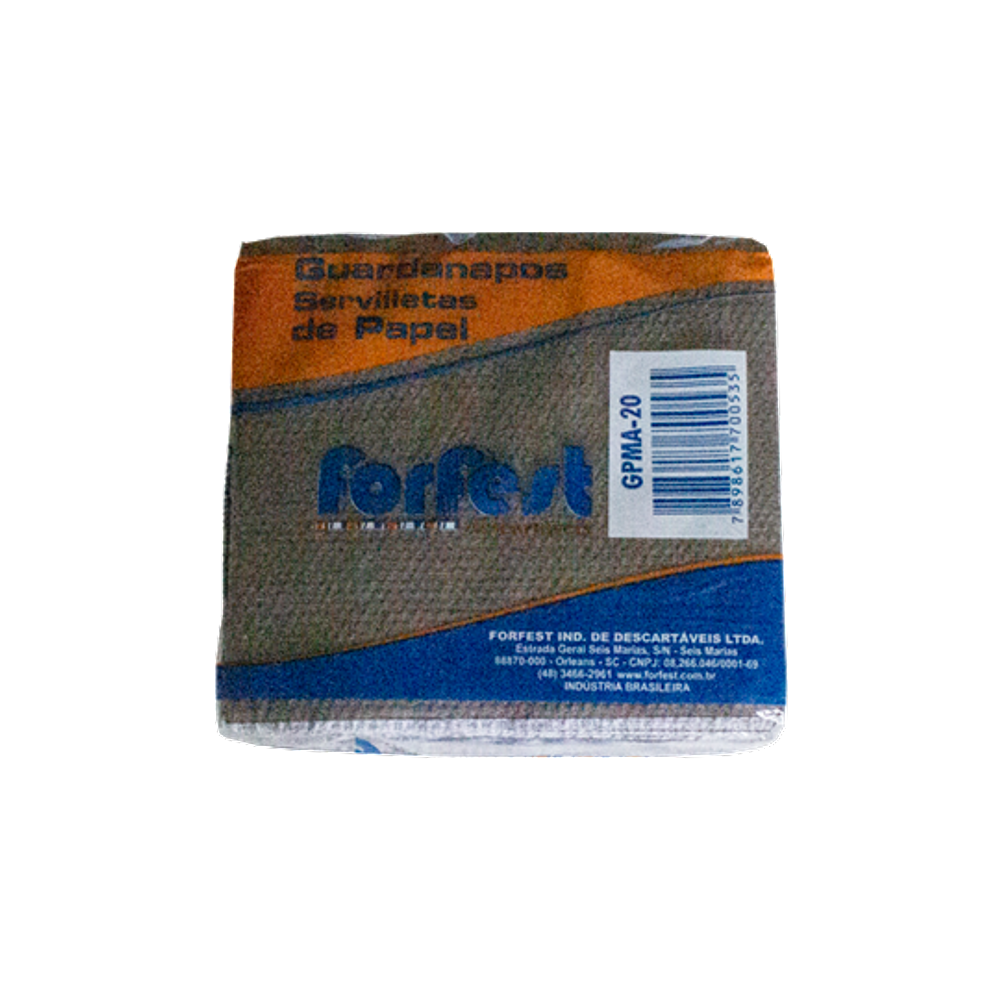 Guardanapos
Servilletas
de Papel
forfest
GPMA-20
7 898617 700535
FORFEST IND. DE DESCARTÁVEIS LTDA.
Estrada Geral Seis Marias, S/N - Seis Marias
88870-000 - Orleans - SC - CNPJ: 08.266.046/0001-69
(48) 3466-2961 www.forfest.com.br
INDÚSTRIA BRASILEIRA